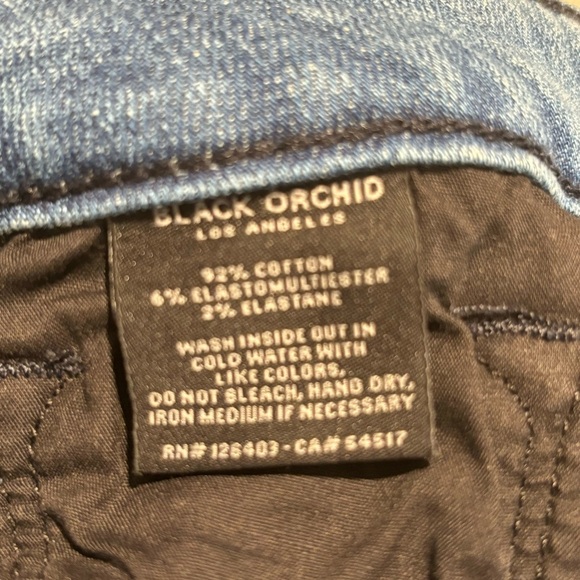 BLACK ORCHID
LOS ANGELES
92% COTTON
6% ELASTOMULTIESTER
2% ELASTANE
WASH INSIDE OUT IN
COLD WATER WITH
LIKE COLORS.
DO NOT BLEACH, HANG DRY,
IRON MEDIUM IF NECESSARY
RN# 126403 - CA# 54517